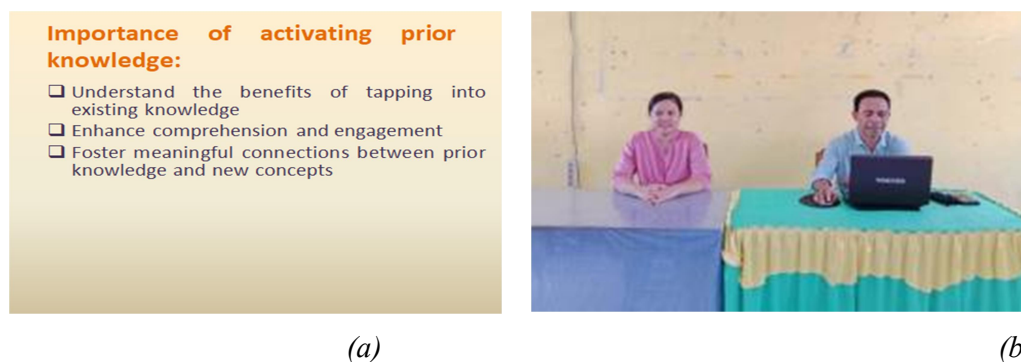 Importance of activating prior
knowledge:
❑ Understand the benefits of tapping into
existing knowledge
❑ Enhance comprehension and engagement
❑ Foster meaningful connections between prior
knowledge and new concepts
(a)
(b